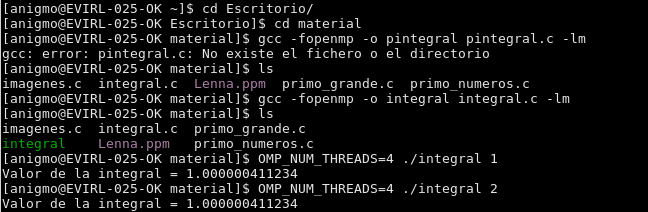 [anigmo@EVIRL-025-OK ~]$ cd Escritorio/
[anigmo@EVIRL-025-OK Escritorio]$ cd material
[anigmo@EVIRL-025-OK material]$ gcc -fopenmp -o pintegral pintegral.c -lm
gcc: error: pintegral.c: No existe el fichero o el directorio
[anigmo@EVIRL-025-OK material]$ ls
imagenes.c  integral.c  Lenna.ppm  primo_grande.c  primo_numeros.c
[anigmo@EVIRL-025-OK material]$ gcc -fopenmp -o integral integral.c -lm
[anigmo@EVIRL-025-OK material]$ ls
imagenes.c  integral.c  primo_grande.c
integral    Lenna.ppm   primo_numeros.c
[anigmo@EVIRL-025-OK material]$ OMP_NUM_THREADS=4 ./integral 1
Valor de la integral = 1.000000411234
[anigmo@EVIRL-025-OK material]$ OMP_NUM_THREADS=4 ./integral 2
Valor de la integral = 1.000000411234